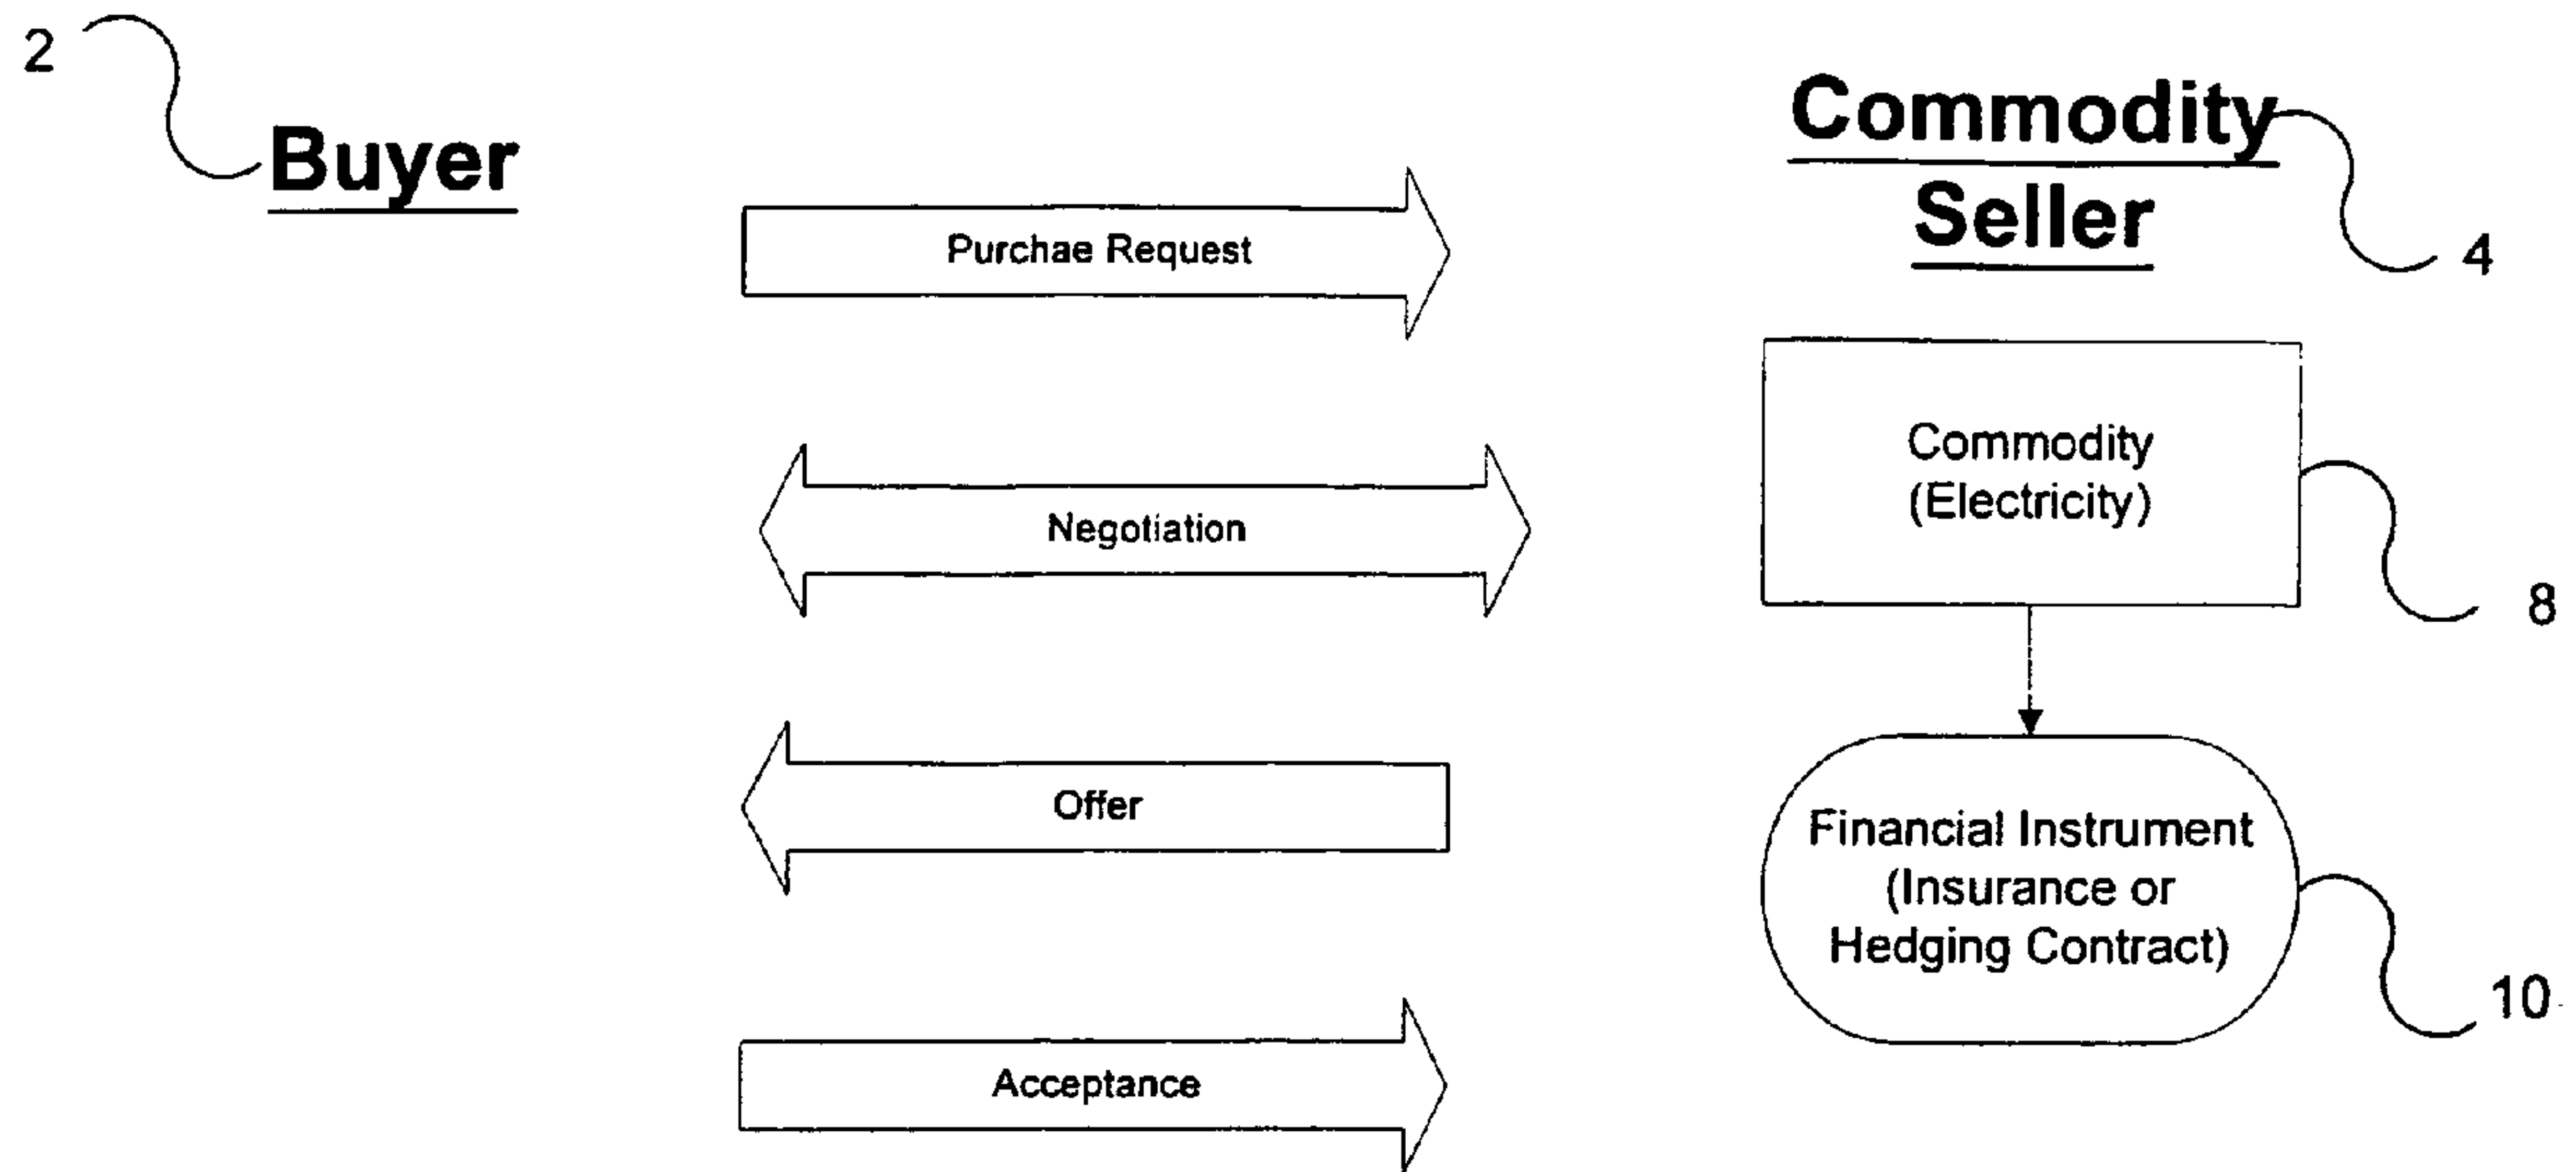 2
Buyer
Commodity
Seller
4
Purchae Request
Commodity
(Electricity)
8
Negotiation
Offer
Financial Instrument
(Insurance or
Hedging Contract)
10
Acceptance